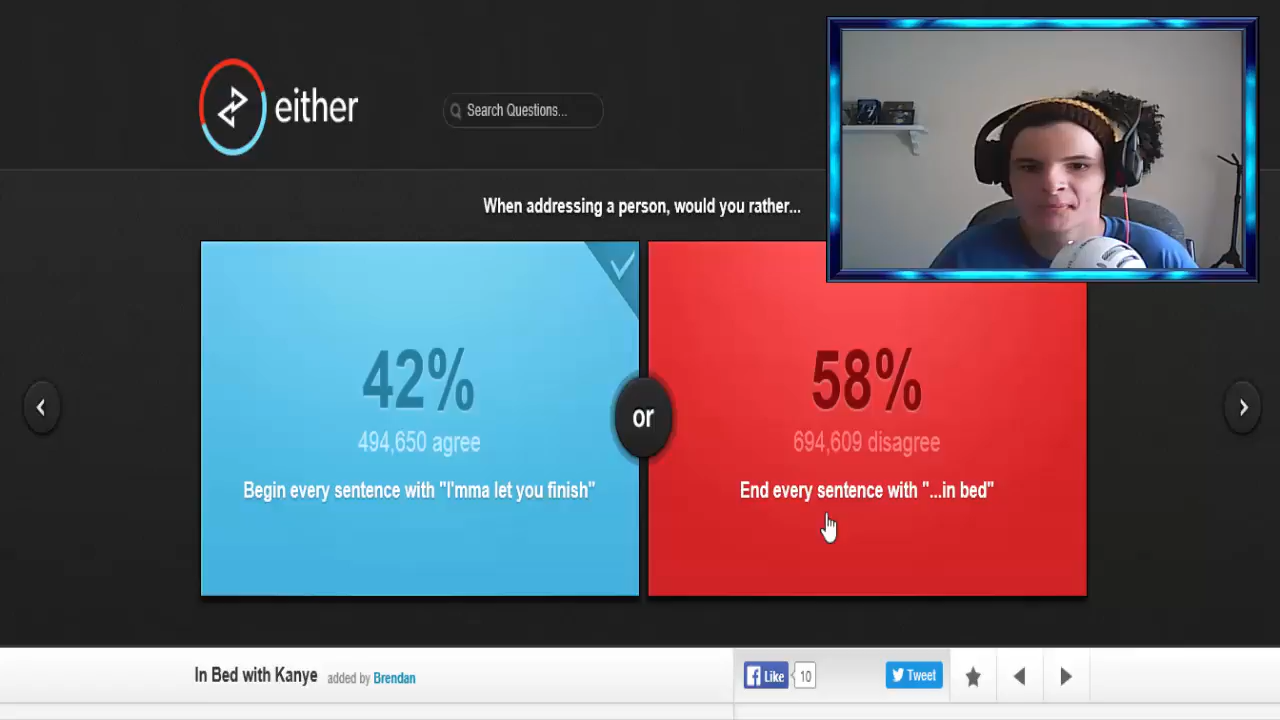 either
Search Questions...
When addressing a person, would you rather...
42%
494,650 agree
Begin every sentence with "I'mma let you finish"
or
58%
694,609 disagree
End every sentence with "...in bed"
In Bed with Kanye added by Brendan
Like 10
Tweet